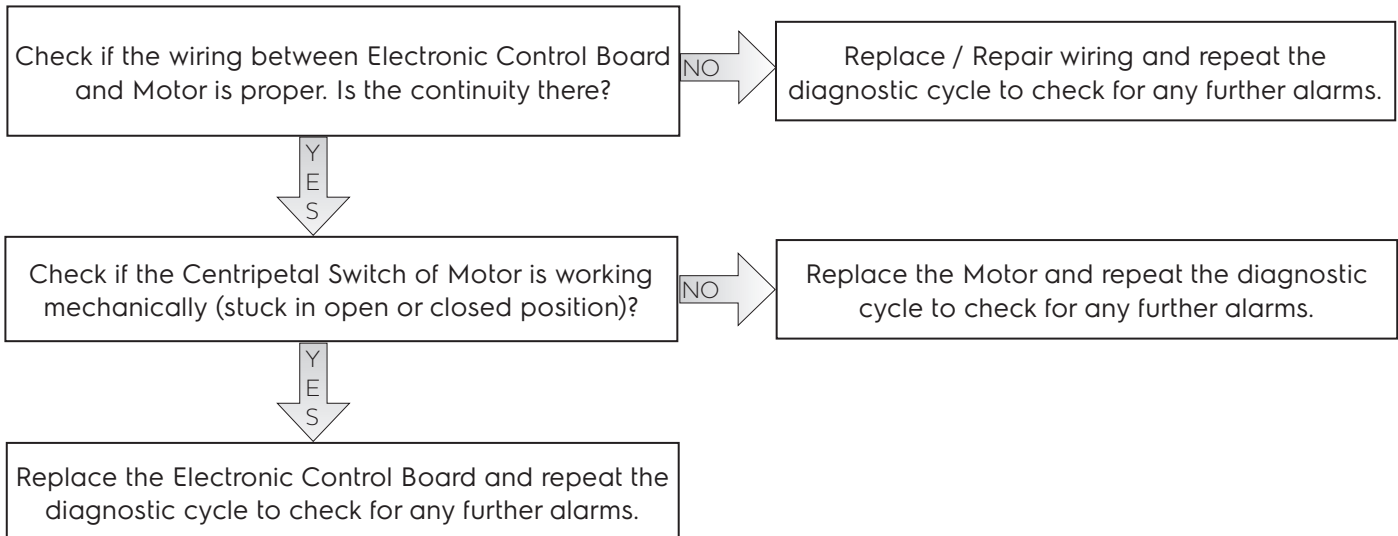 Check if the wiring between Electronic Control Board
and Motor is proper. Is the continuity there?
NO
Replace / Repair wiring and repeat the
diagnostic cycle to check for any further alarms.
Y
E
S
Check if the Centripetal Switch of Motor is working
mechanically (stuck in open or closed position)?
NO
Replace the Motor and repeat the diagnostic
cycle to check for any further alarms.
Y
E
S
Replace the Electronic Control Board and repeat the
diagnostic cycle to check for any further alarms.